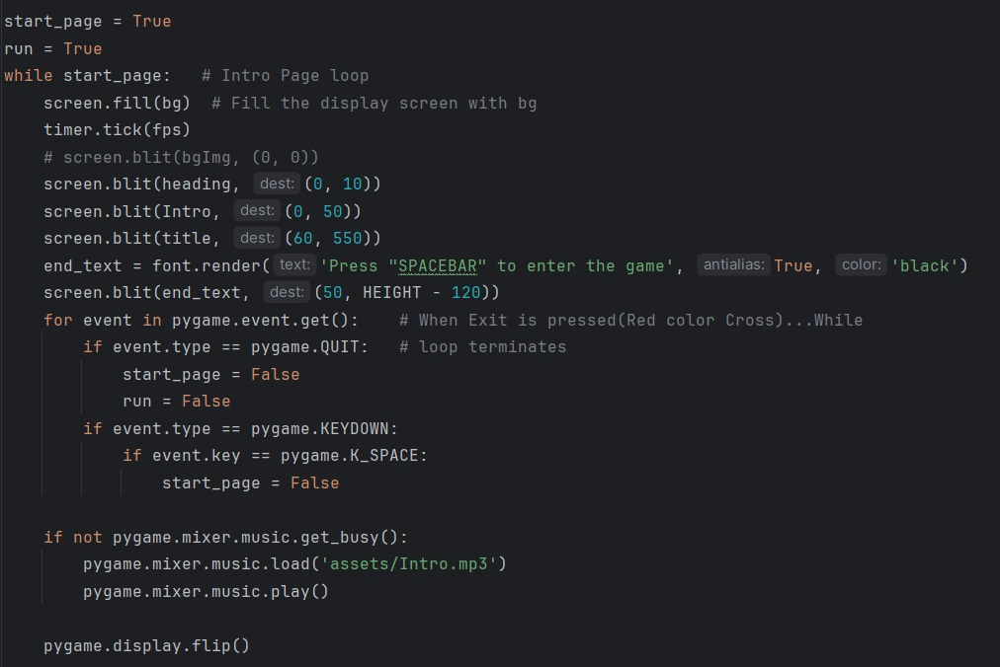 start_page = True
run = True
while start_page:   # Intro Page loop
    screen.fill(bg)  # Fill the display screen with bg
    timer.tick(fps)
    # screen.blit(bgImg, (0, 0))
    screen.blit(heading, dest: (0, 10))
    screen.blit(Intro, dest: (0, 50))
    screen.blit(title, dest: (60, 550))
    end_text = font.render( text: 'Press "SPACEBAR" to enter the game', antialias: True, color: 'black')
    screen.blit(end_text, dest: (50, HEIGHT - 120))
    for event in pygame.event.get():    # When Exit is pressed(Red color Cross)...While
        if event.type == pygame.QUIT:   # loop terminates
            start_page = False
            run = False
        if event.type == pygame.KEYDOWN:
            if event.key == pygame.K_SPACE:
                start_page = False
    if not pygame.mixer.music.get_busy():
        pygame.mixer.music.load('assets/Intro.mp3')
        pygame.mixer.music.play()
    pygame.display.flip()